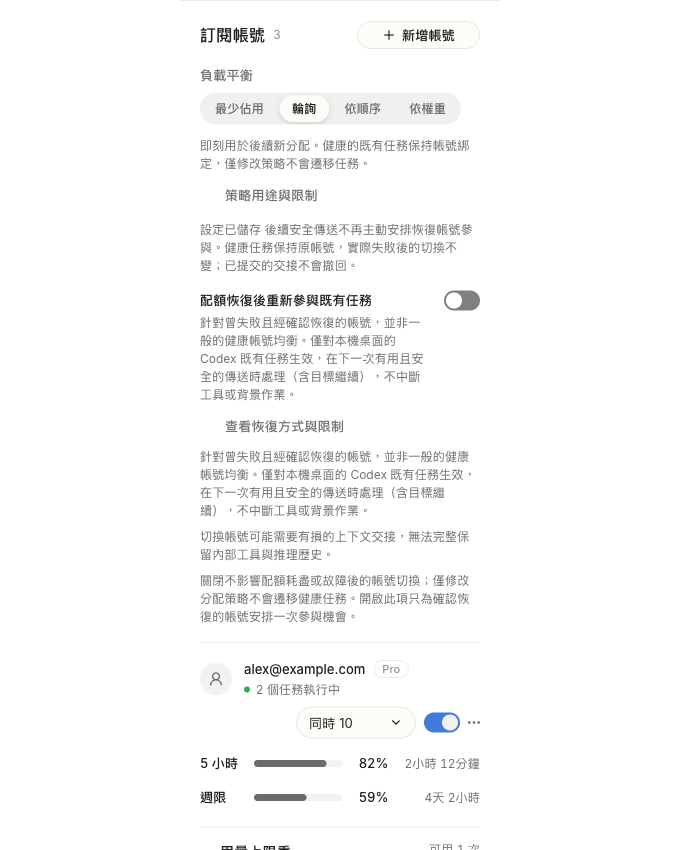 訂閱帳號 3
+ 新增帳號
負載平衡
最少佔用 輪詢 依順序 依權重
即刻用於後續新分配。健康的既有任務保持帳號綁
定，僅修改策略不會遷移任務。
策略用途與限制
設定已儲存 後續安全傳送不再主動安排恢復帳號參
與。健康任務保持原帳號，實際失敗後的切換不
變；已提交的交接不會撤回。
配額恢復後重新參與既有任務
針對曾失敗且經確認恢復的帳號，並非一
般的健康帳號均衡。僅對本機桌面的
Codex 既有任務生效，在下一次有用且安
全的傳送時處理（含目標繼續），不中斷
工具或背景作業。
查看恢復方式與限制
針對曾失敗且經確認恢復的帳號，並非一般的健康
帳號均衡。僅對本機桌面的 Codex 既有任務生效，
在下一次有用且安全的傳送時處理（含目標繼
續），不中斷工具或背景作業。
切換帳號可能需要有損的上下文交接，無法完整保
留內部工具與推理歷史。
關閉不影響配額耗盡或故障後的帳號切換；僅修改
分配策略不會遷移健康任務。開啟此項只為確認恢
復的帳號安排一次參與機會。
alex@example.com Pro
2 個任務執行中
同時 10
5 小時 82% 2小時 12分鐘
週限 59% 4天 2小時
用量上限重
可用 1 次